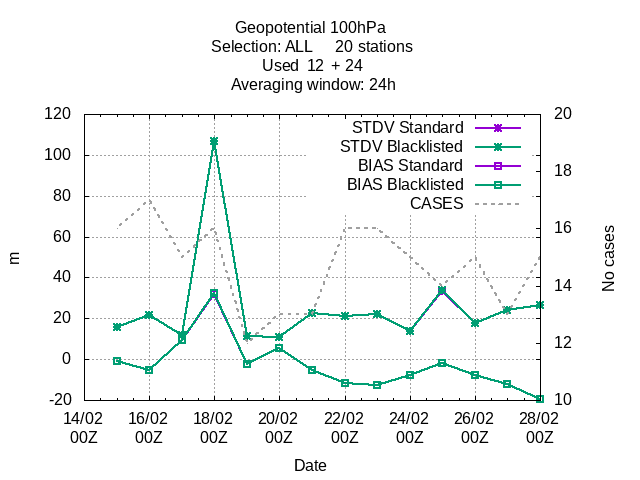 Geopotential 100hPa
Selection: ALL     20 stations
Used  12  + 24
Averaging window: 24h
120
100
80
60
40
20
0
-20
m
20
18
16
14
12
10
No cases
STDV Standard
STDV Blacklisted
BIAS Standard
BIAS Blacklisted
CASES
14/02 16/02 18/02 20/02 22/02 24/02 26/02 28/02
00Z 00Z 00Z 00Z 00Z 00Z 00Z 00Z
Date